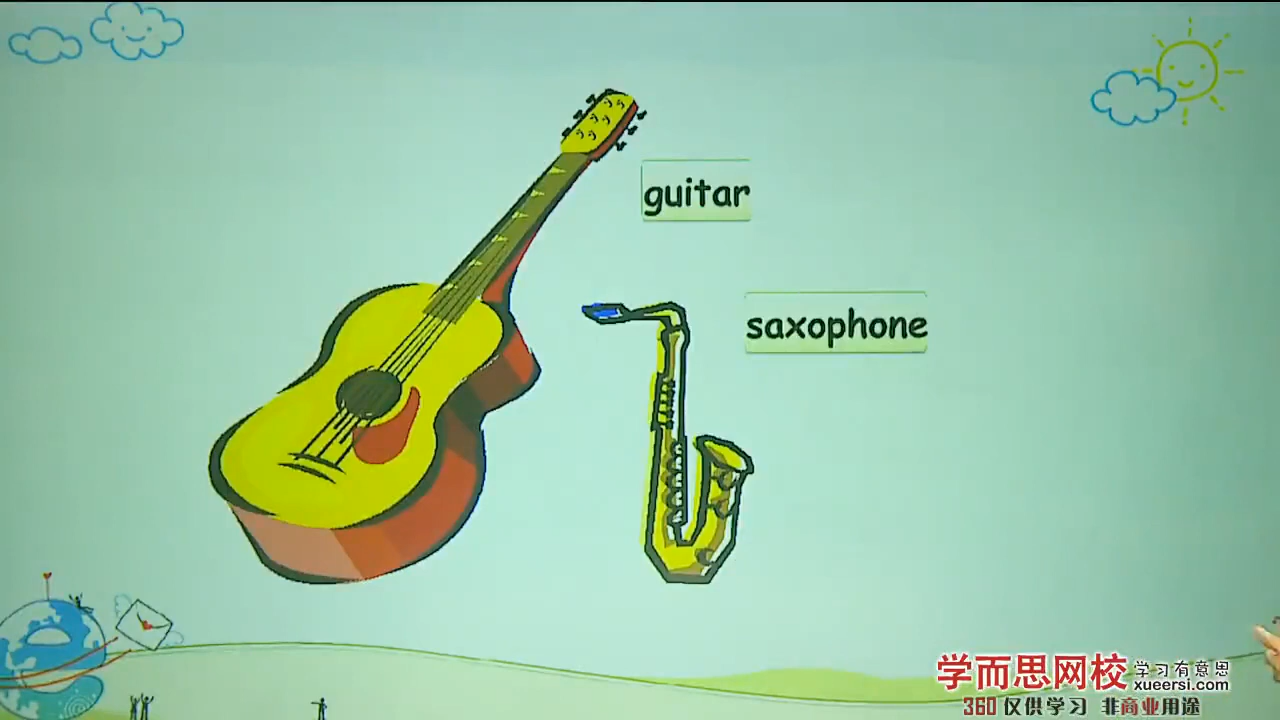 guitar
saxophone
学而思网校 学习有意思
xueersi.com
360 仅供学习 非商业用途